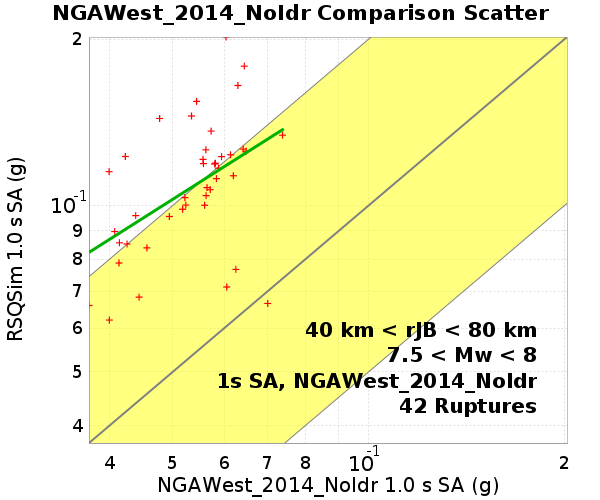 NGAWest_2014_NoIdr Comparison Scatter
2
10⁻¹
9
8
7
6
5
4
RSQSim 1.0 s SA (g)
40 km < rJB < 80 km
7.5 < Mw < 8
1s SA, NGAWest_2014_NoIdr
42 Ruptures
4 5 6 7 8 10⁻¹ 2
NGAWest_2014_NoIdr 1.0 s SA (g)